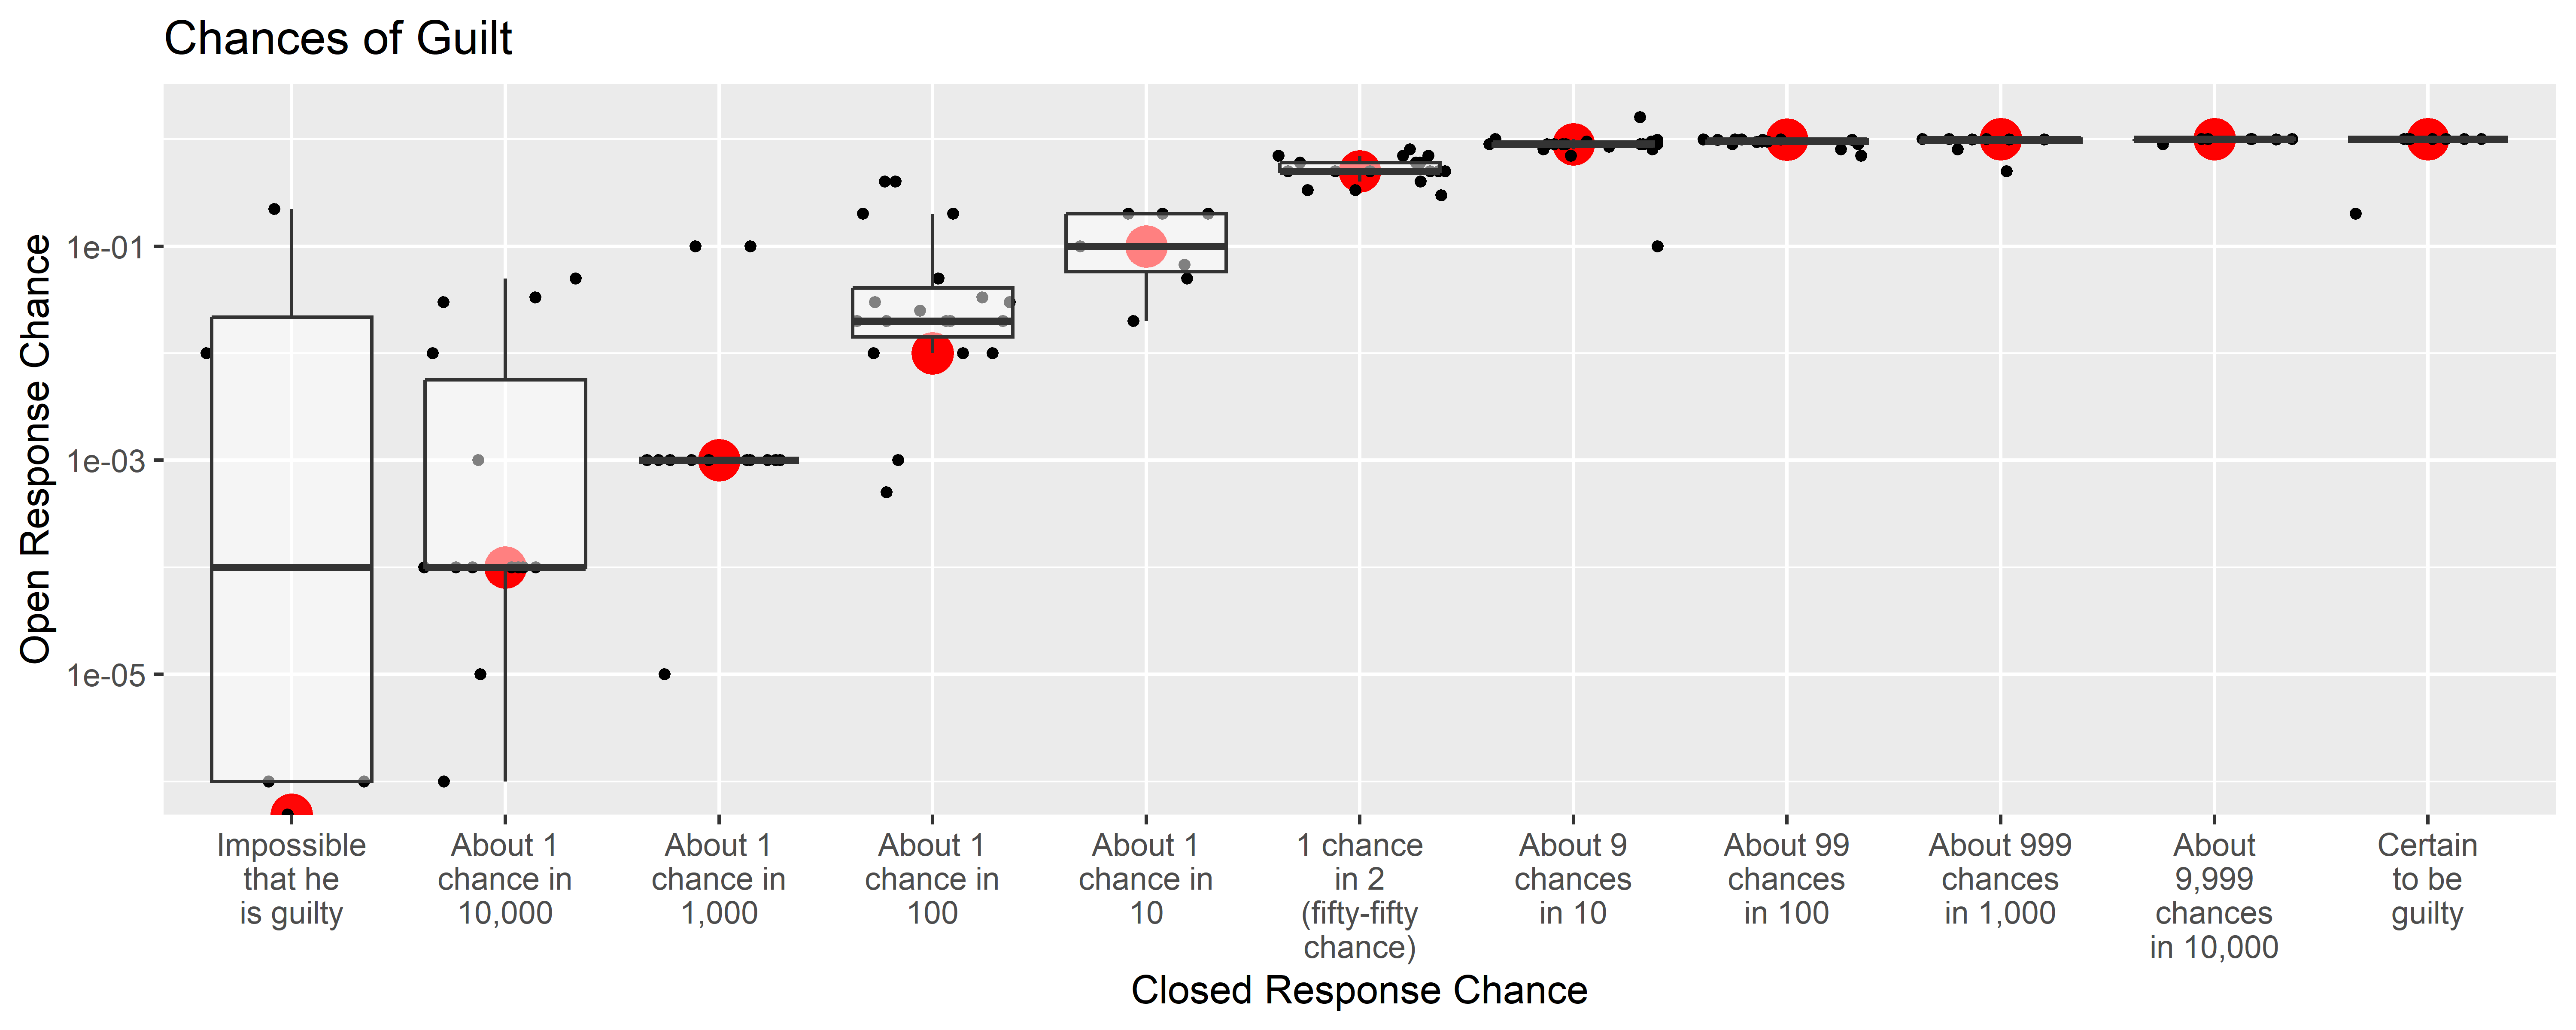 Chances of Guilt
Open Response Chance
1e-01
1e-03
1e-05
Impossible
that he
is guilty
About 1
chance in
10,000
About 1
chance in
1,000
About 1
chance in
100
About 1
chance in
10
1 chance
in 2
(fifty-fifty
chance)
About 9
chances
in 10
About 99
chances
in 100
About 999
chances
in 1,000
About
9,999
chances
in 10,000
Certain
to be
guilty
Closed Response Chance